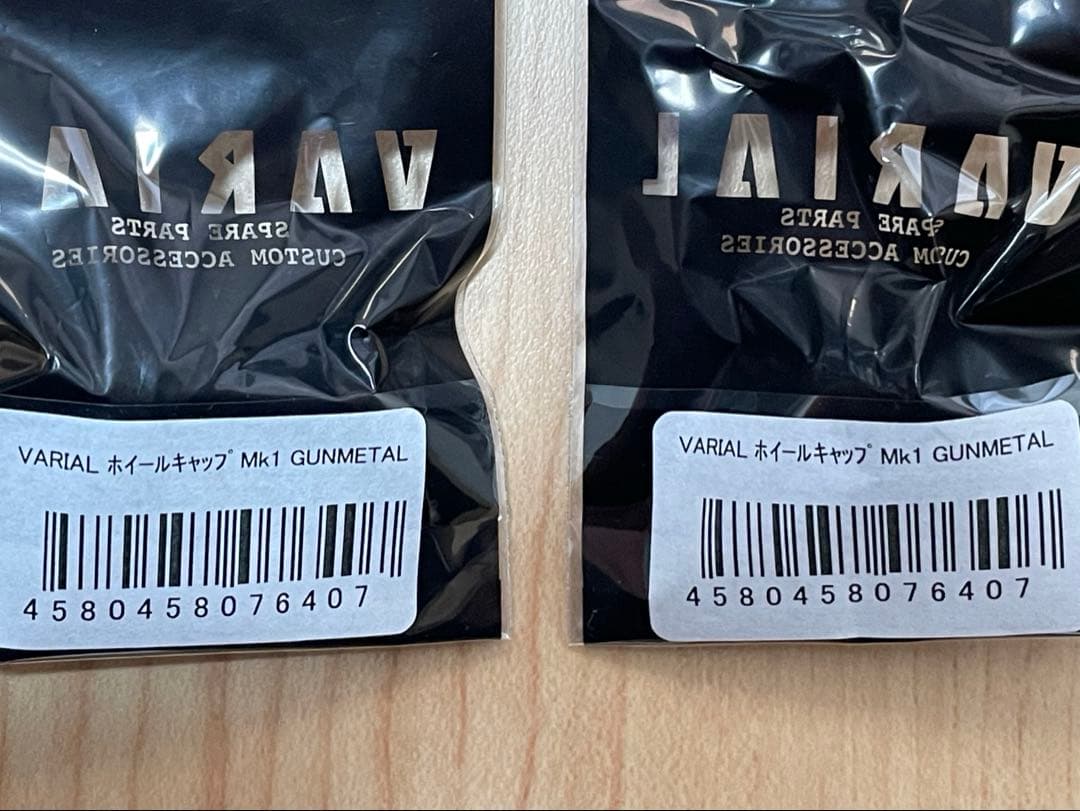 VARIA
SPARE PARTS
CUSTOM ACCESSORIES
VARIAL ホイールキャップ Mk1 GUNMETAL
4580458076407
VARIAL
SPARE PARTS
CUSTOM ACCESSORIES
VARIAL ホイールキャップ Mk1 GUNMETAL
4580458076407